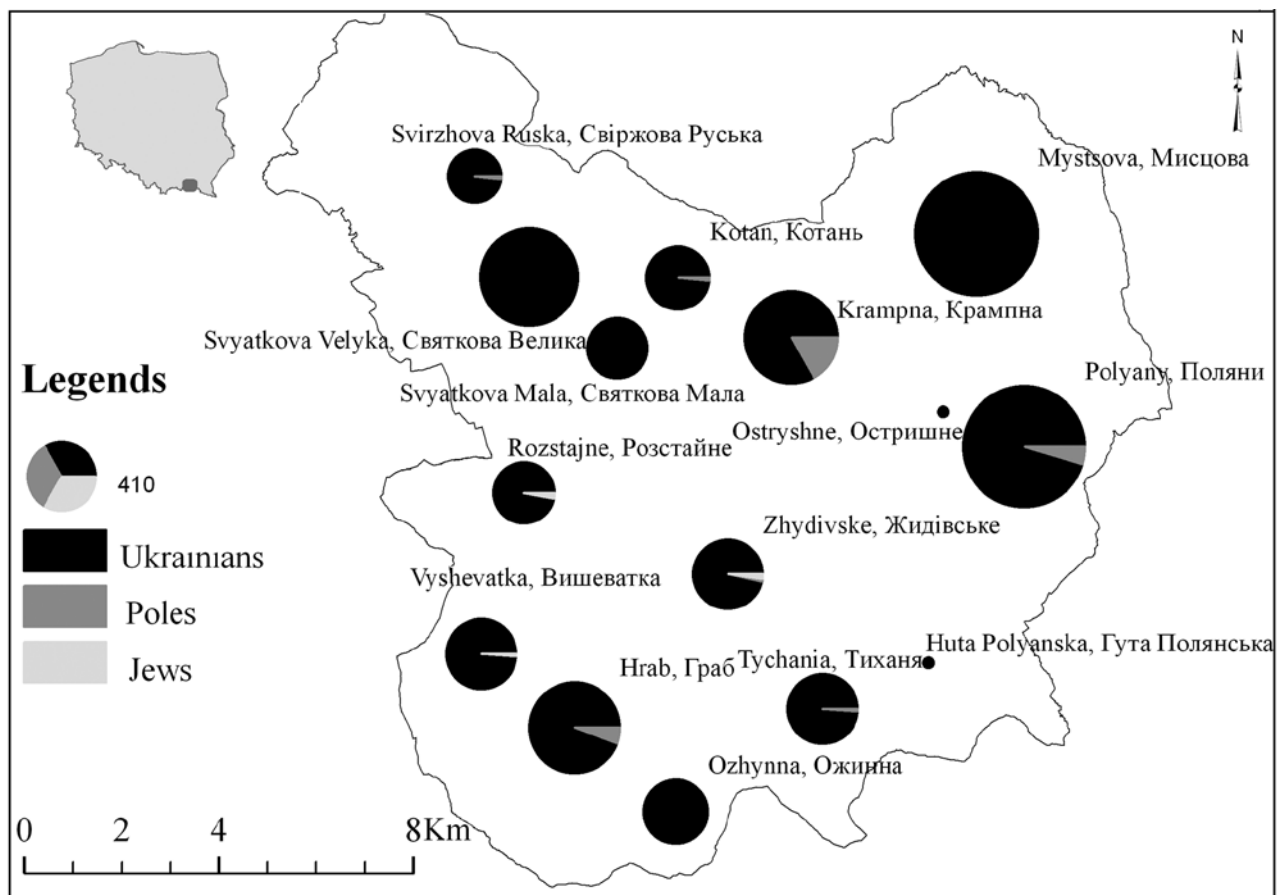 N
Svirzhova Ruska, Свіржова Руська
Mystsova, Мисцова
Kotan, Котань
Krampna, Крампна
Svyatkova Velyka, Святкова Велика
Polyany, Поляни
Legends
Svyatkova Mala, Святкова Мала
Ostryshne, Остришне
Rozstajne, Розстайне
410
Zhydivske, Жидівське
Ukrainians
Vyshevatka, Вишеватка
Poles
Huta Polyanska, Гута Полянська
Hrab, Граб
Tychania, Тиханя
Jews
Ozhynna, Ожинна
0 2 4 8Km